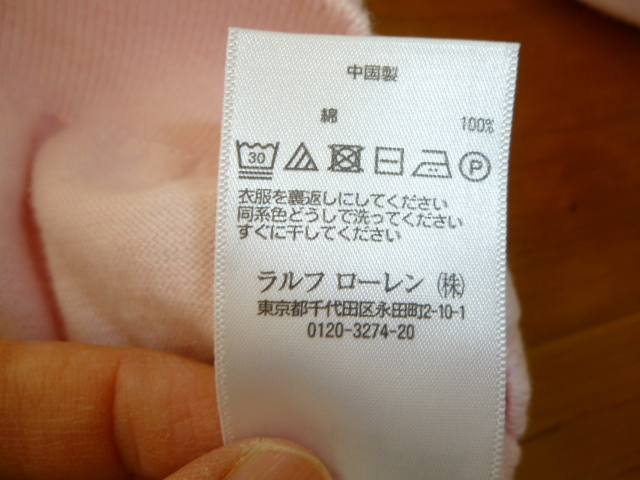 中国製
綿 100%
30 P
衣服を裏返しにしてください
同系色どうしで洗ってください
すぐに干してください
ラルフ ローレン (株)
東京都千代田区永田町2-10-1
0120-3274-20